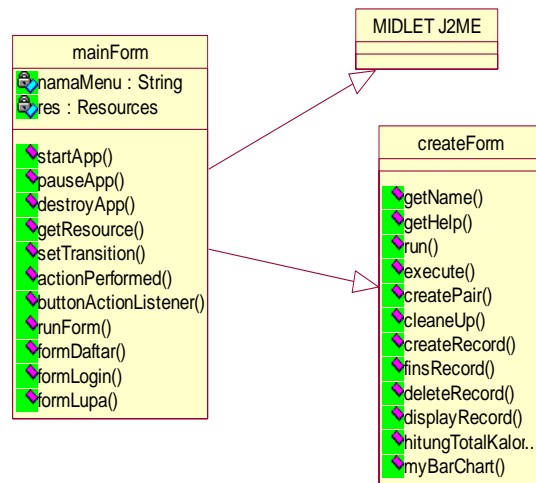 mainForm
namaMenu : String
res : Resources
startApp()
pauseApp()
destroyApp()
getResource()
setTransition()
actionPerformed()
buttonActionListener()
runForm()
formDaftar()
formLogin()
formLupa()
MIDLET J2ME
createForm
getName()
getHelp()
run()
execute()
createPair()
cleaneUp()
createRecord()
finsRecord()
deleteRecord()
displayRecord()
hitungTotalKalor..
myBarChart()